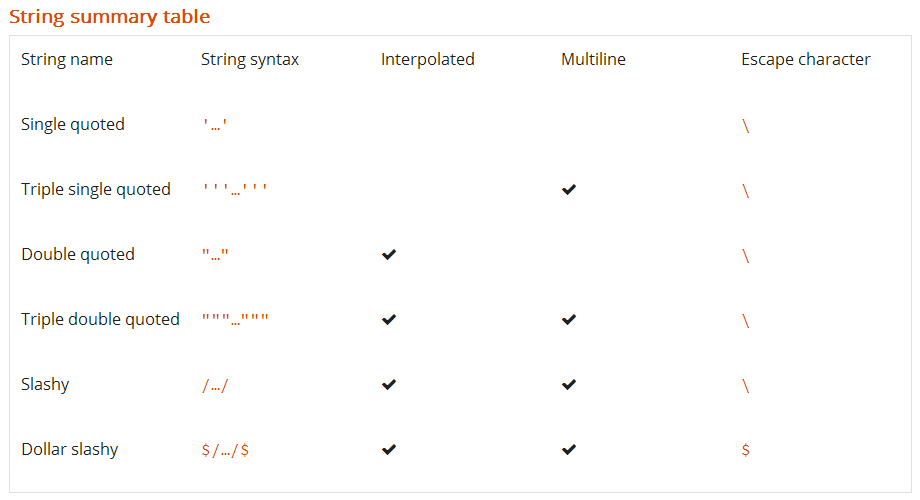 String summary table
String name String syntax Interpolated Multiline Escape character
Single quoted '…' \
Triple single quoted '''…''' ✔ \
Double quoted "…" ✔ \
Triple double quoted """…""" ✔ ✔ \
Slashy /…/ ✔ ✔ \
Dollar slashy $/…/$ ✔ ✔ $